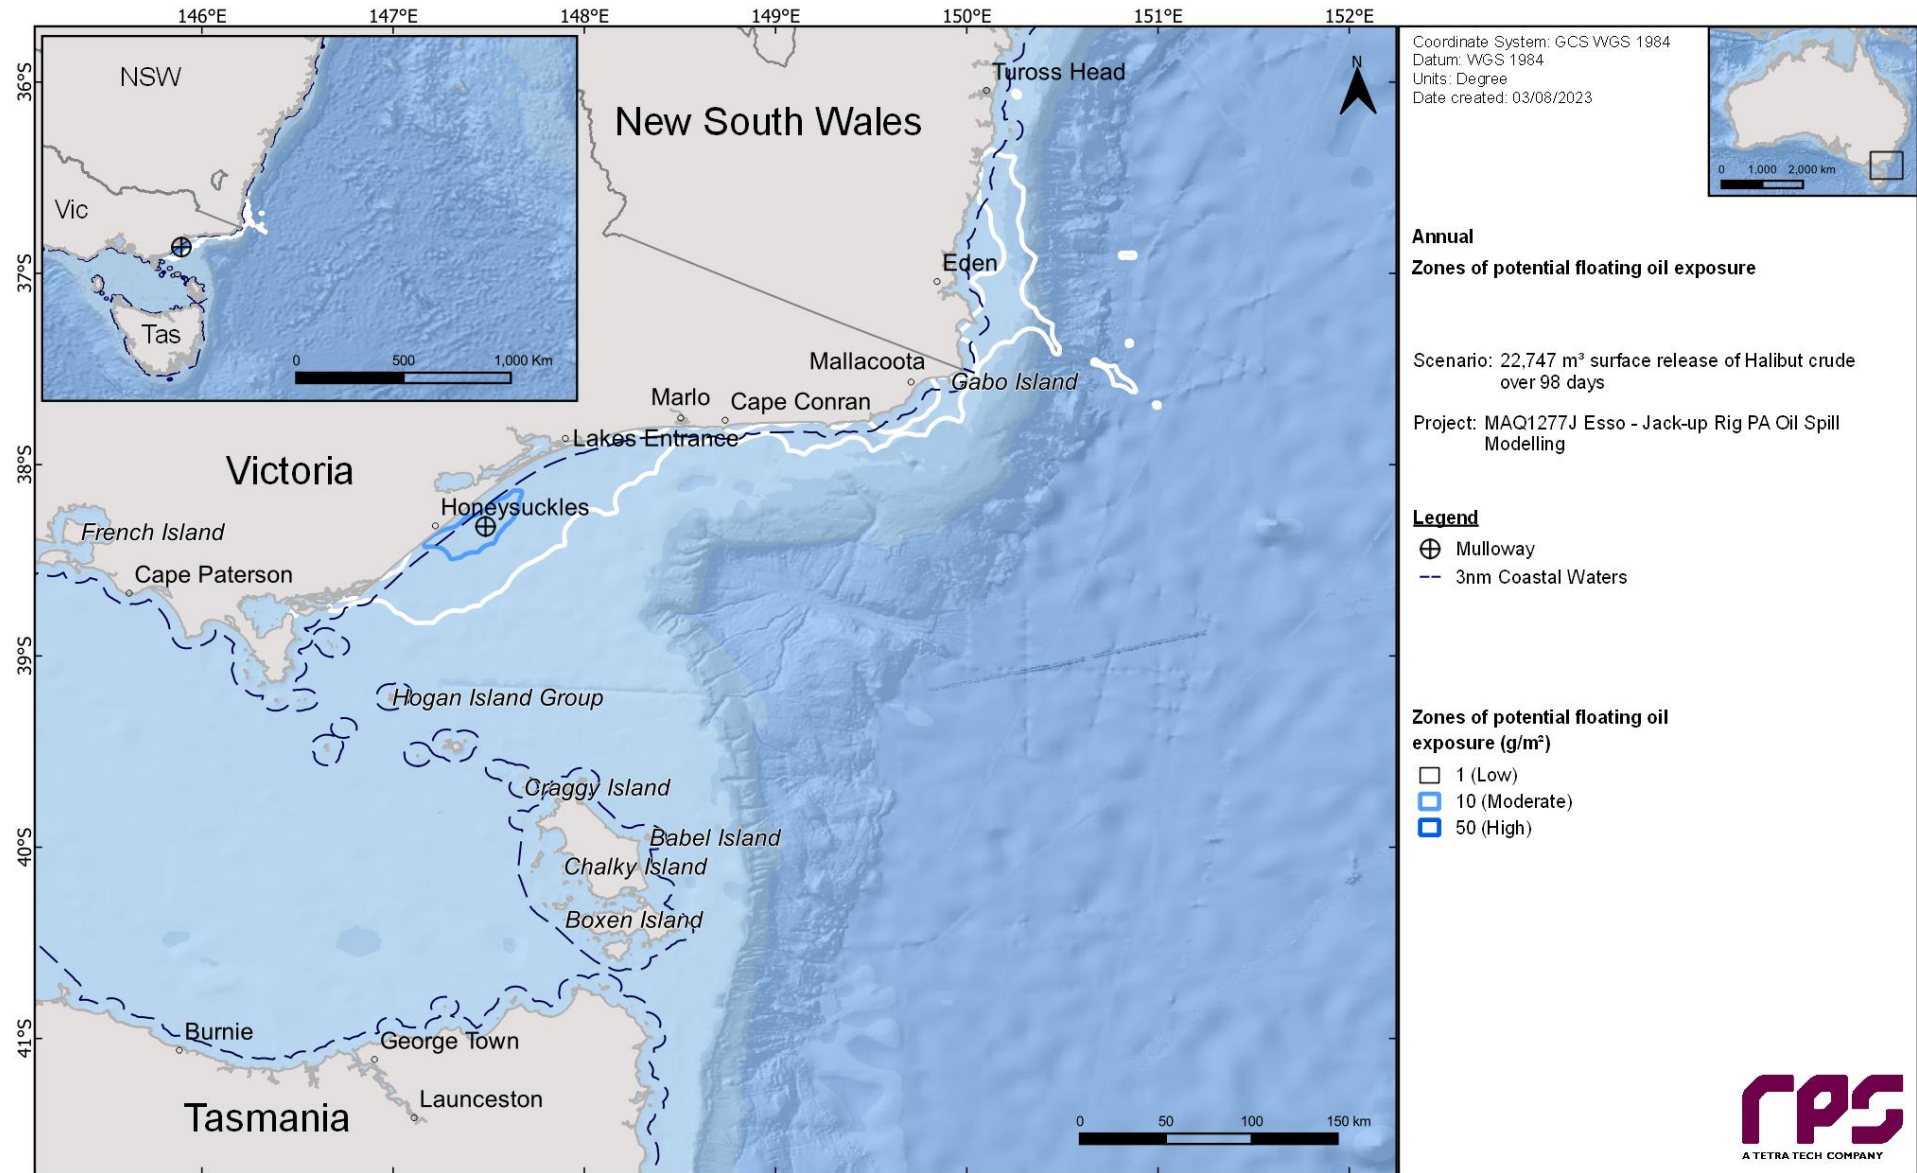 146°E
147°E
148°E
149°E
150°E
151°E
152°E
36°S
37°S
38°S
39°S
40°S
41°S
NSW
Vic
Tas
0 500 1,000 Km
New South Wales
Tuross Head
N
Eden
Mallacoota
Gabo Island
Marlo
Cape Conran
Lakes Entrance
Victoria
Honeysuckles
French Island
Cape Paterson
Hogan Island Group
Craggy Island
Babel Island
Chalky Island
Boxen Island
Burnie
George Town
Launceston
Tasmania
0 50 100 150 km
Coordinate System: GCS WGS 1984
Datum: WGS 1984
Units: Degree
Date created: 03/08/2023
0 1,000 2,000 km
Annual
Zones of potential floating oil exposure
Scenario: 22,747 m³ surface release of Halibut crude
over 98 days
Project: MAQ1277J Esso - Jack-up Rig PA Oil Spill
Modelling
Legend
Mulloway
3nm Coastal Waters
Zones of potential floating oil
exposure (g/m²)
1 (Low)
10 (Moderate)
50 (High)
rps
A TETRA TECH COMPANY